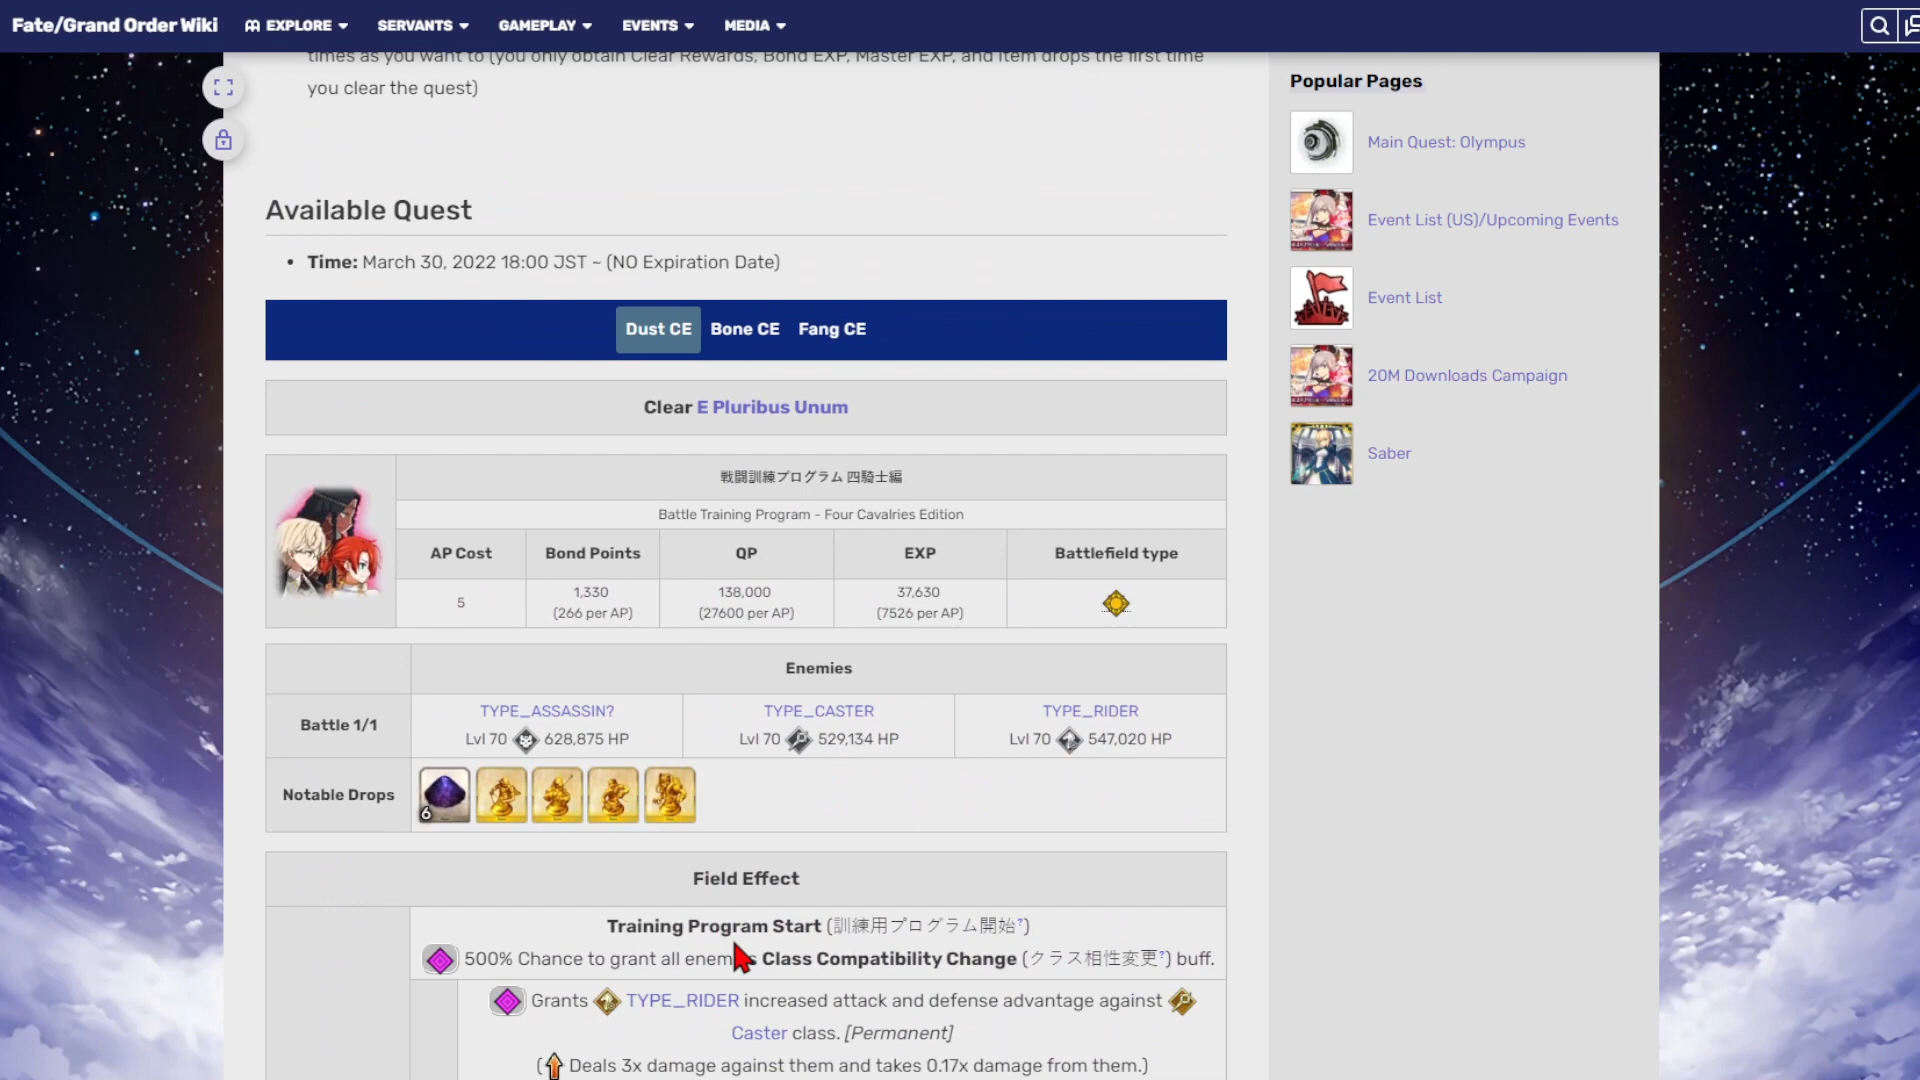 Fate/Grand Order Wiki
EXPLORE
SERVANTS
GAMEPLAY
EVENTS
MEDIA
times as you want to (you only obtain Clear Rewards, Bond EXP, Master EXP, and item drops the first time
you clear the quest)
Available Quest
• Time: March 30, 2022 18:00 JST ~ (NO Expiration Date)
Dust CE
Bone CE
Fang CE
Clear E Pluribus Unum
戦闘訓練プログラム 四騎士編
Battle Training Program - Four Cavalries Edition
AP Cost
Bond Points
QP
EXP
Battlefield type
5
1,330
(266 per AP)
138,000
(27600 per AP)
37,630
(7526 per AP)
Enemies
Battle 1/1
TYPE_ASSASSIN?
Lvl 70 628,875 HP
TYPE_CASTER
Lvl 70 529,134 HP
TYPE_RIDER
Lvl 70 547,020 HP
Notable Drops
6
Field Effect
Training Program Start (訓練用プログラム開始?)
500% Chance to grant all enemies Class Compatibility Change (クラス相性変更?) buff.
Grants TYPE_RIDER increased attack and defense advantage against
Caster class. [Permanent]
(Deals 3x damage against them and takes 0.17x damage from them.)
Popular Pages
Main Quest: Olympus
Event List (US)/Upcoming Events
Event List
20M Downloads Campaign
Saber